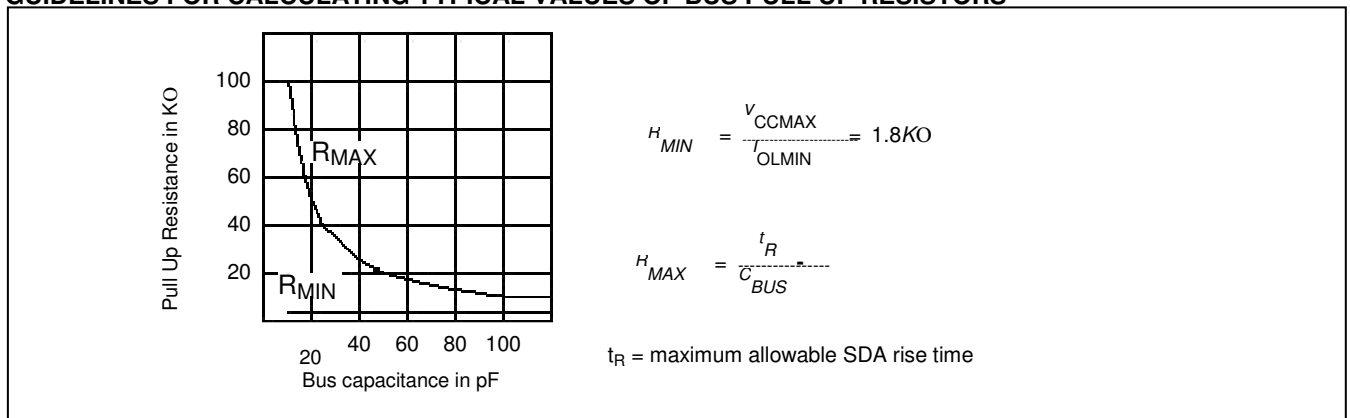 GUIDELINES FOR CALCULATING TYPICAL VALUES OF BUS PULL UP RESISTORS
Pull Up Resistance in KO
100
80
60
40
20
RMAX
RMIN
20 40 60 80 100
Bus capacitance in pF
RMIN = VCCMAX / IOLMIN = 1.8KO
RMAX = tR / CBUS
tR = maximum allowable SDA rise time